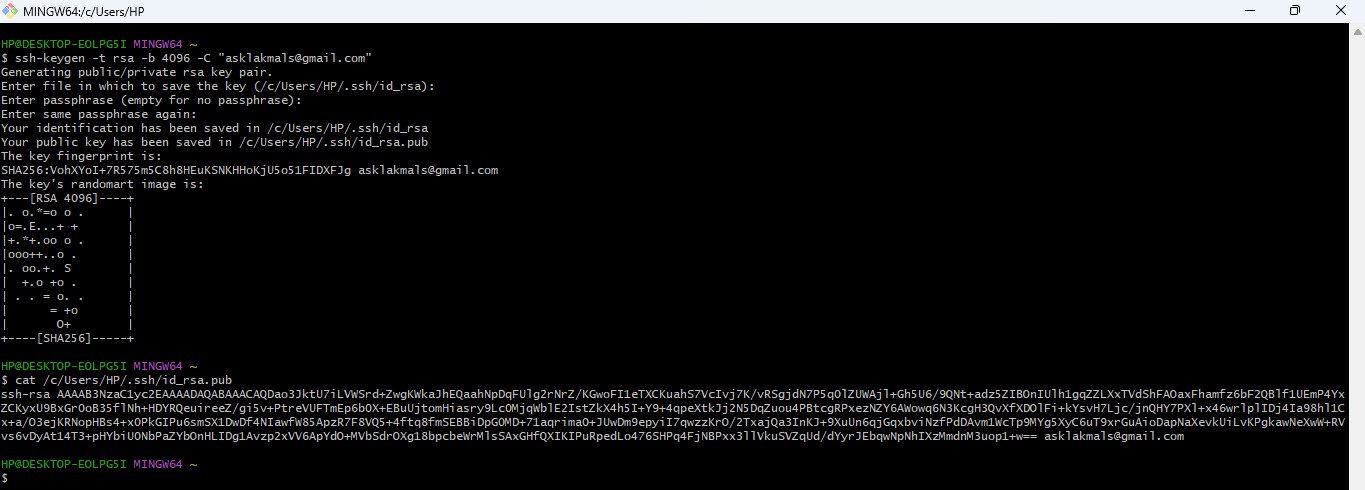 MINGW64:/c/Users/HP
HP@DESKTOP-EOLPG5I MINGW64 ~
$ ssh-keygen -t rsa -b 4096 -C "asklakmals@gmail.com"
Generating public/private rsa key pair.
Enter file in which to save the key (/c/Users/HP/.ssh/id_rsa):
Enter passphrase (empty for no passphrase):
Enter same passphrase again:
Your identification has been saved in /c/Users/HP/.ssh/id_rsa
Your public key has been saved in /c/Users/HP/.ssh/id_rsa.pub
The key fingerprint is:
SHA256:VohXYoI+7R575m5C8h8HEuKSNKHHoKjU5o51FIDXFJg asklakmals@gmail.com
The key's randomart image is:
+---[RSA 4096]----+
|. o.*=o o .      |
|o=.E...+ +       |
|+.*+.oo o .      |
|ooo++..o .       |
|. oo.+. S        |
|  +.o +o .       |
| . . = o. .      |
|      = +o       |
|       O+        |
+----[SHA256]-----+
HP@DESKTOP-EOLPG5I MINGW64 ~
$ cat /c/Users/HP/.ssh/id_rsa.pub
ssh-rsa AAAAB3NzaC1yc2EAAAADAQABAAACAQDao3JktU7iLVWSrd+ZwgKWkaJhEQaahNpDqFUlg2rNrZ/KGwoFI1eTXCKuahS7VcIvj7K/vRSgjdN7P5qOlZUWAjl+Gh5U6/9QNt+adz5ZIBOnIUlh1gqZZLXxTVdShFAOaxFhamfz6bF2QBlf1UEmP4Yx
ZCKyxU9BxGrOoB35flNh+HDYRQeuireeZ/gi5v+PtreVUFTmEp6bOX+EBuUjtomHiasry9LcOMjqWblE2IstZkX4h5I+Y9+4qpeXtkJj2N5DqZuou4PBtcgRPxezNZY6AWowq6N3KcgH3QvXfXDOlFi+kYsvH7Ljc/jnQHY7PXl+x46wrlplIDj4Ia98hl1C
x+a/O3ejKRNopHBs4+xOPkGIPu6smSX1DwDf4NIawfW85ApzR7F8VQ5+4ftq8fmSEBBiDpGOMD+71aqrimaO+JUwDm9epyiI7qwzzKrO/2TxajQa3InKJ+9XuUn6qjGqxbviNzfPdDAvm1WcTp9MYg5XyC6uT9xrGuAioDapNaXevkUiLvKPgkawNeXwW+RV
vs6vDyAt14T3+pHYbiUONbPaZYbOnHLIDg1Avzp2xVV6ApYdO+MVbSdrOXg18bpcbeWrMlsSAxGHfQXIKIPuRpedLo476SHPq4FjNBPxx3llVkuSVZqUd/dYyrJEbqwNpNhIXzMmdnM3uop1+w== asklakmals@gmail.com
HP@DESKTOP-EOLPG5I MINGW64 ~
$